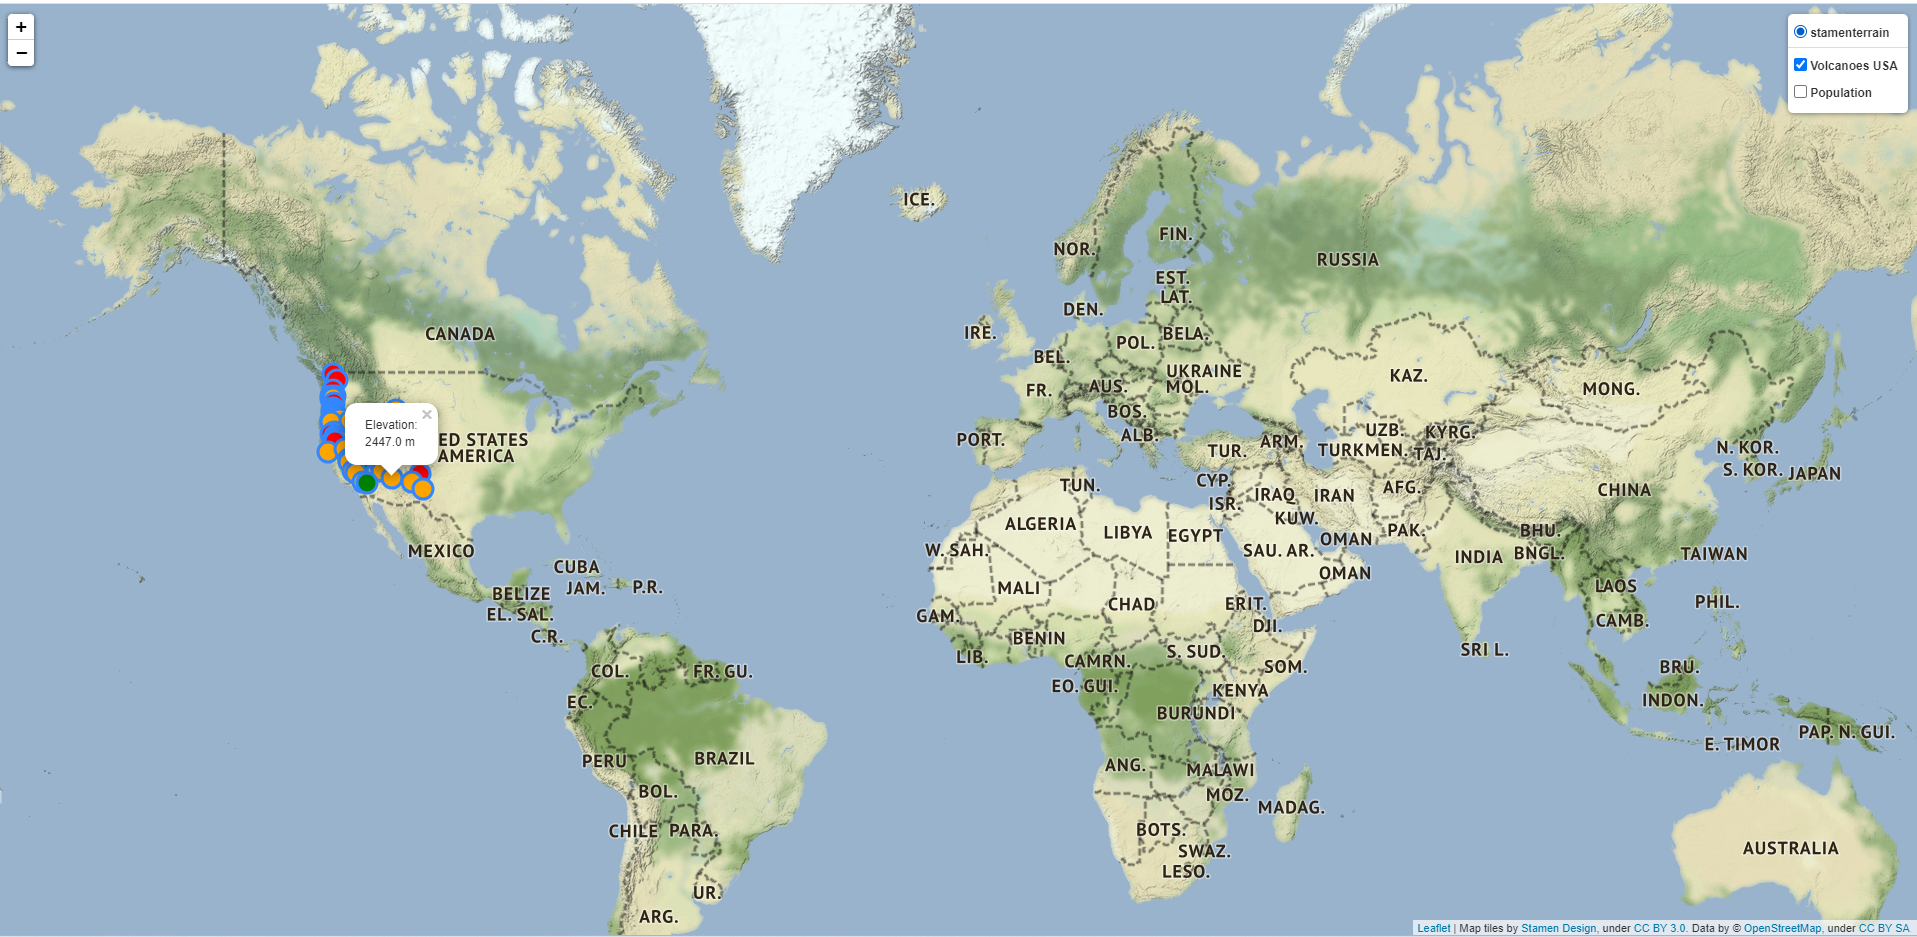 +
−
stamenterrain
Volcanoes USA
Population
ICE.
NOR.
FIN.
RUSSIA
EST.
LAT.
DEN.
CANADA
IRE.
POL.
BELA.
BEL.
UKRAINE
KAZ.
FR.
AUS.
MOL.
MONG.
BOS.
Elevation:
2447.0 m
×
ED STATES
AMERICA
PORT.
ALB.
TUR.
ARM.
UZB.
KYRG.
TURKMEN.
TAJ.
N. KOR.
S. KOR.
JAPAN
TUN.
CYP.
ISR.
IRAQ
IRAN
AFG.
CHINA
ALGERIA
LIBYA
EGYPT
KUW.
OMAN
PAK.
BHU.
MEXICO
W. SAH.
SAU. AR.
INDIA
BNGL.
TAIWAN
CUBA
JAM.
P.R.
OMAN
BELIZE
EL. SAL.
MALI
CHAD
ERIT.
LAOS
PHIL.
C.R.
GAM.
BENIN
DJI.
CAMB.
LIB.
CAMRN.
S. SUD.
SOM.
SRI L.
COL.
FR. GU.
EO. GUI.
KENYA
BRU.
EC.
BURUNDI
INDON.
PERU
BRAZIL
ANG.
MALAWI
E. TIMOR
PAP. N. GUI.
BOL.
MOZ.
MADAG.
CHILE
PARA.
BOTS.
SWAZ.
LESO.
AUSTRALIA
UR.
ARG.
Leaflet | Map tiles by Stamen Design, under CC BY 3.0. Data by © OpenStreetMap, under CC BY SA.